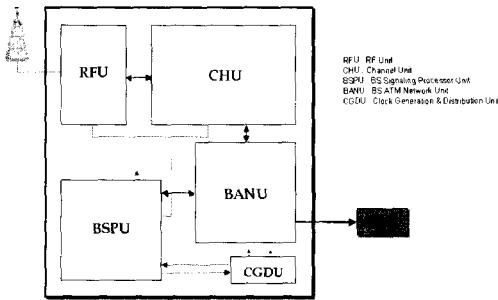 RFU
CHU
RFU : RF Unit
CHU : Channel Unit
BSPU : BS Signaling Processor Unit
BANU : BS ATM Network Unit
CGDU : Clock Generation & Distribution Unit
BANU
BSPU
CGDU